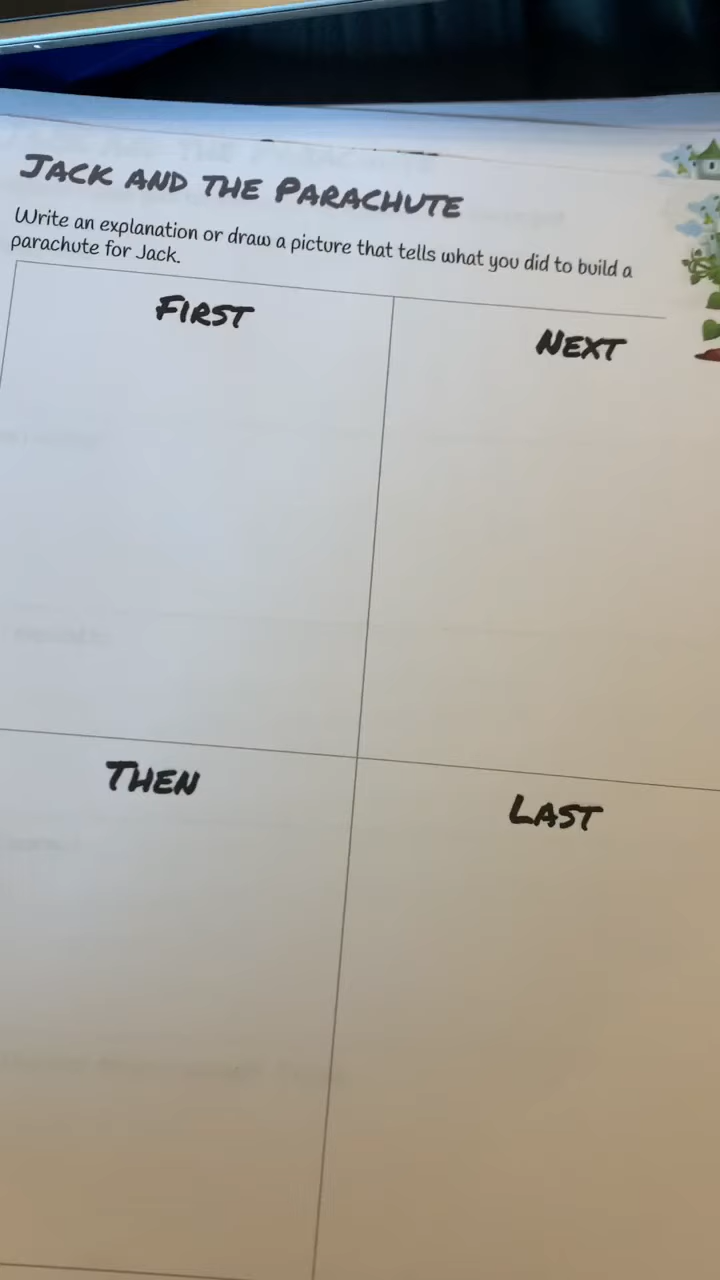 Jack and the Parachute
Write an explanation or draw a picture that tells what you did to build a
parachute for Jack.
First
Next
Then
Last